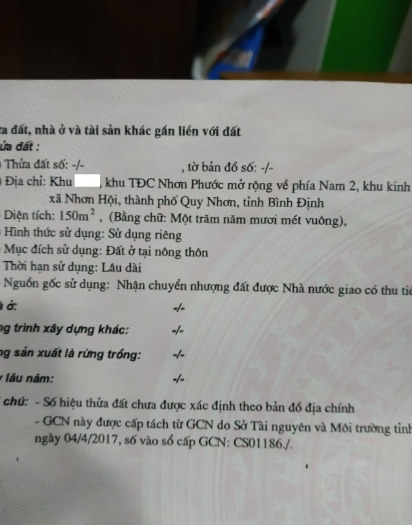 a đất, nhà ở và tài sản khác gắn liền với đất
ửa đất :
Thửa đất số: -/- , tờ bản đồ số: -/-
Địa chỉ: Khu , khu TĐC Nhơn Phước mở rộng về phía Nam 2, khu kinh
xã Nhơn Hội, thành phố Quy Nhơn, tỉnh Bình Định
Diện tích: 150m², (Bằng chữ: Một trăm năm mươi mét vuông),
Hình thức sử dụng: Sử dụng riêng
Mục đích sử dụng: Đất ở tại nông thôn
Thời hạn sử dụng: Lâu dài
Nguồn gốc sử dụng: Nhận chuyển nhượng đất được Nhà nước giao có thu tiề
à ở: -/-
ng trình xây dựng khác: -/-
ng sản xuất là rừng trồng: -/-
y lâu năm: -/-
chú: - Số hiệu thửa đất chưa được xác định theo bản đồ địa chính
- GCN này được cấp tách từ GCN do Sở Tài nguyên và Môi trường tỉnh
ngày 04/4/2017, số vào sổ cấp GCN: CS01186./.